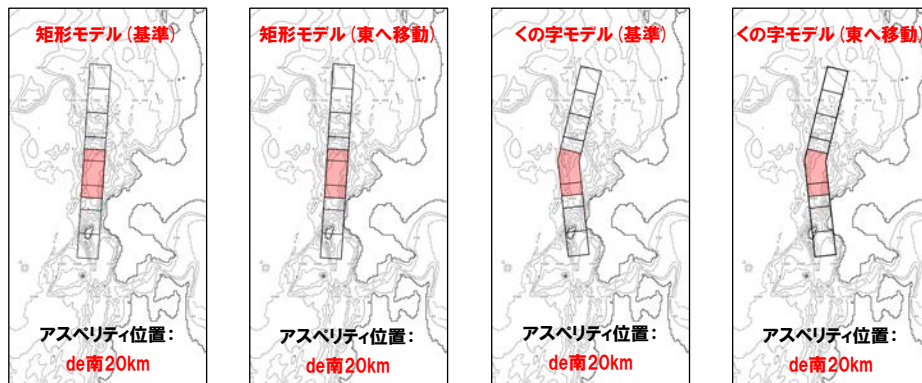 矩形モデル(基準)
アスペリティ位置:
de南20km
矩形モデル(東へ移動)
アスペリティ位置:
de南20km
くの字モデル(基準)
アスペリティ位置:
de南20km
くの字モデル(東へ移動)
アスペリティ位置:
de南20km